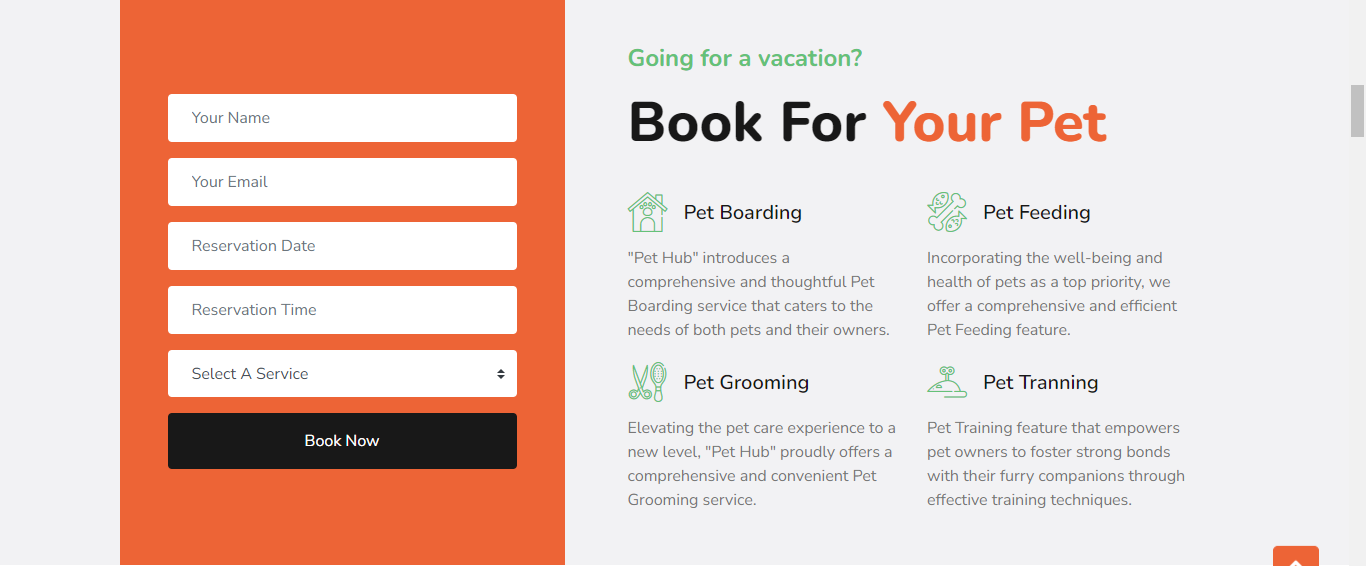 Your Name
Your Email
Reservation Date
Reservation Time
Select A Service
Book Now
Going for a vacation?
Book For Your Pet
Pet Boarding
"Pet Hub" introduces a
comprehensive and thoughtful Pet
Boarding service that caters to the
needs of both pets and their owners.
Pet Feeding
Incorporating the well-being and
health of pets as a top priority, we
offer a comprehensive and efficient
Pet Feeding feature.
Pet Grooming
Elevating the pet care experience to a
new level, "Pet Hub" proudly offers a
comprehensive and convenient Pet
Grooming service.
Pet Tranning
Pet Training feature that empowers
pet owners to foster strong bonds
with their furry companions through
effective training techniques.